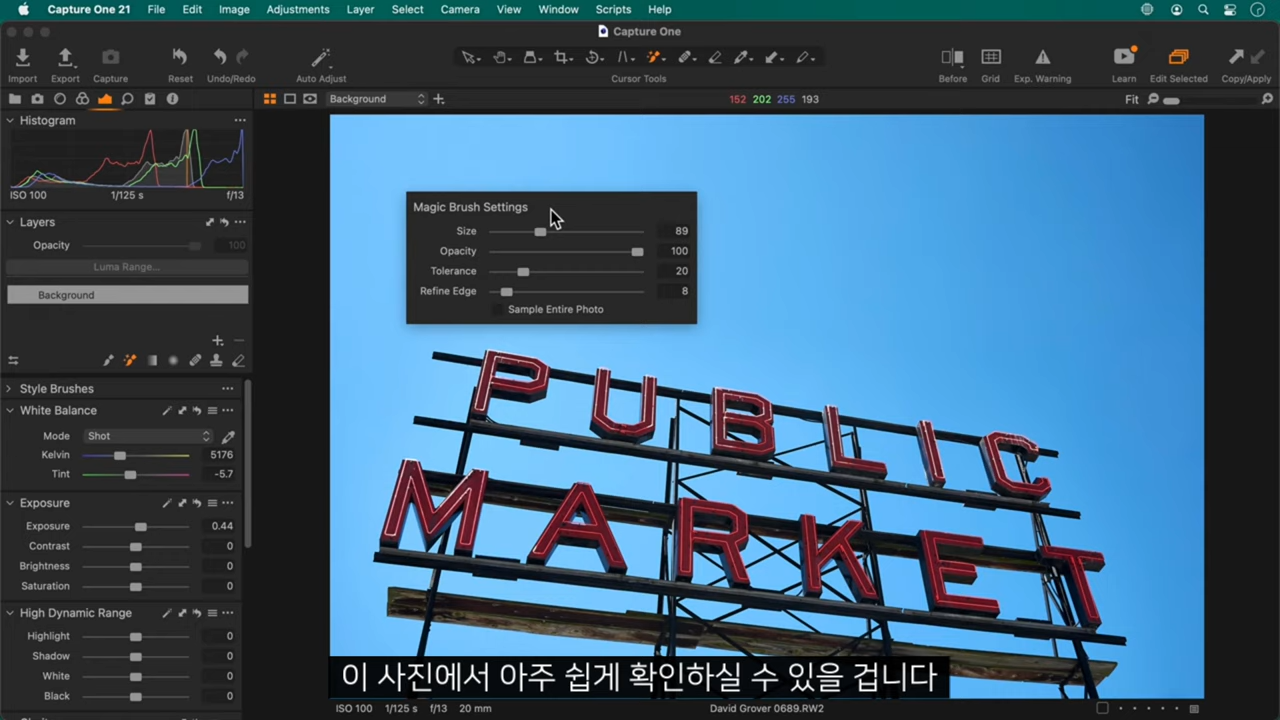 Capture One 21 File Edit Image Adjustments Layer Select Camera View Window Scripts Help
Capture One
Import Export Capture Reset Undo/Redo Auto Adjust Cursor Tools Before Grid Exp. Warning Learn Edit Selected Copy/Apply
Background 152 202 255 193 Fit
Histogram
ISO 100 1/125 s f/13
Layers
Opacity 100
Luma Range...
Background
Style Brushes
White Balance
Mode Shot
Kelvin 5176
Tint -5.7
Exposure
Exposure 0.44
Contrast 0
Brightness 0
Saturation 0
High Dynamic Range
Highlight 0
Shadow 0
White 0
Black 0
Magic Brush Settings
Size 89
Opacity 100
Tolerance 20
Refine Edge 8
Sample Entire Photo
PUBLIC
MARKET
이 사진에서 아주 쉽게 확인하실 수 있을 겁니다
ISO 100 1/125 s f/13 20 mm David Grover 0689.RW2